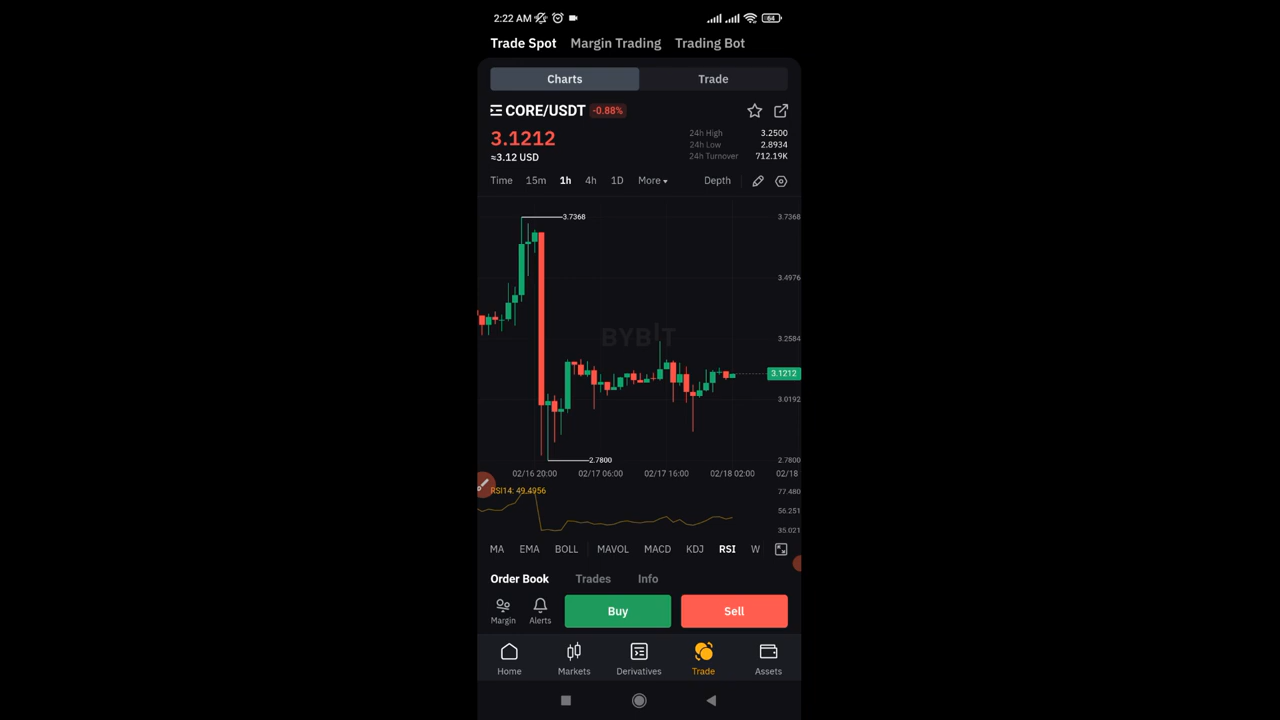 2:22 AM 64
Trade Spot Margin Trading Trading Bot
Charts Trade
CORE/USDT -0.88%
3.1212
≈3.12 USD
24h High 3.2500
24h Low 2.8934
24h Turnover 712.19K
Time 15m 1h 4h 1D More Depth
3.7368 3.7368
3.4976
BYBIT
3.2584
3.1212
3.0192
2.7800 2.7800
02/16 20:00 02/17 06:00 02/17 16:00 02/18 02:00 02/18
RSI14: 49.4956 77.480
56.251
35.021
MA EMA BOLL MAVOL MACD KDJ RSI W
Order Book Trades Info
Margin Alerts Buy Sell
Home Markets Derivatives Trade Assets